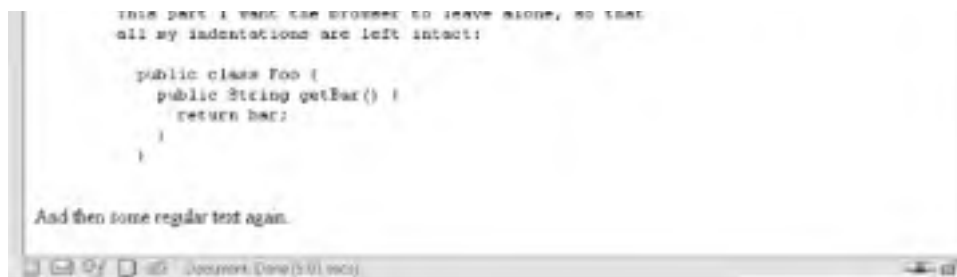 This part I want the browser to leave alone, so that
all my indentations are left intact:
public class Foo {
public String getBar() {
return bar;
}
}
And then some regular text again.
Document: Done (5.01 secs)